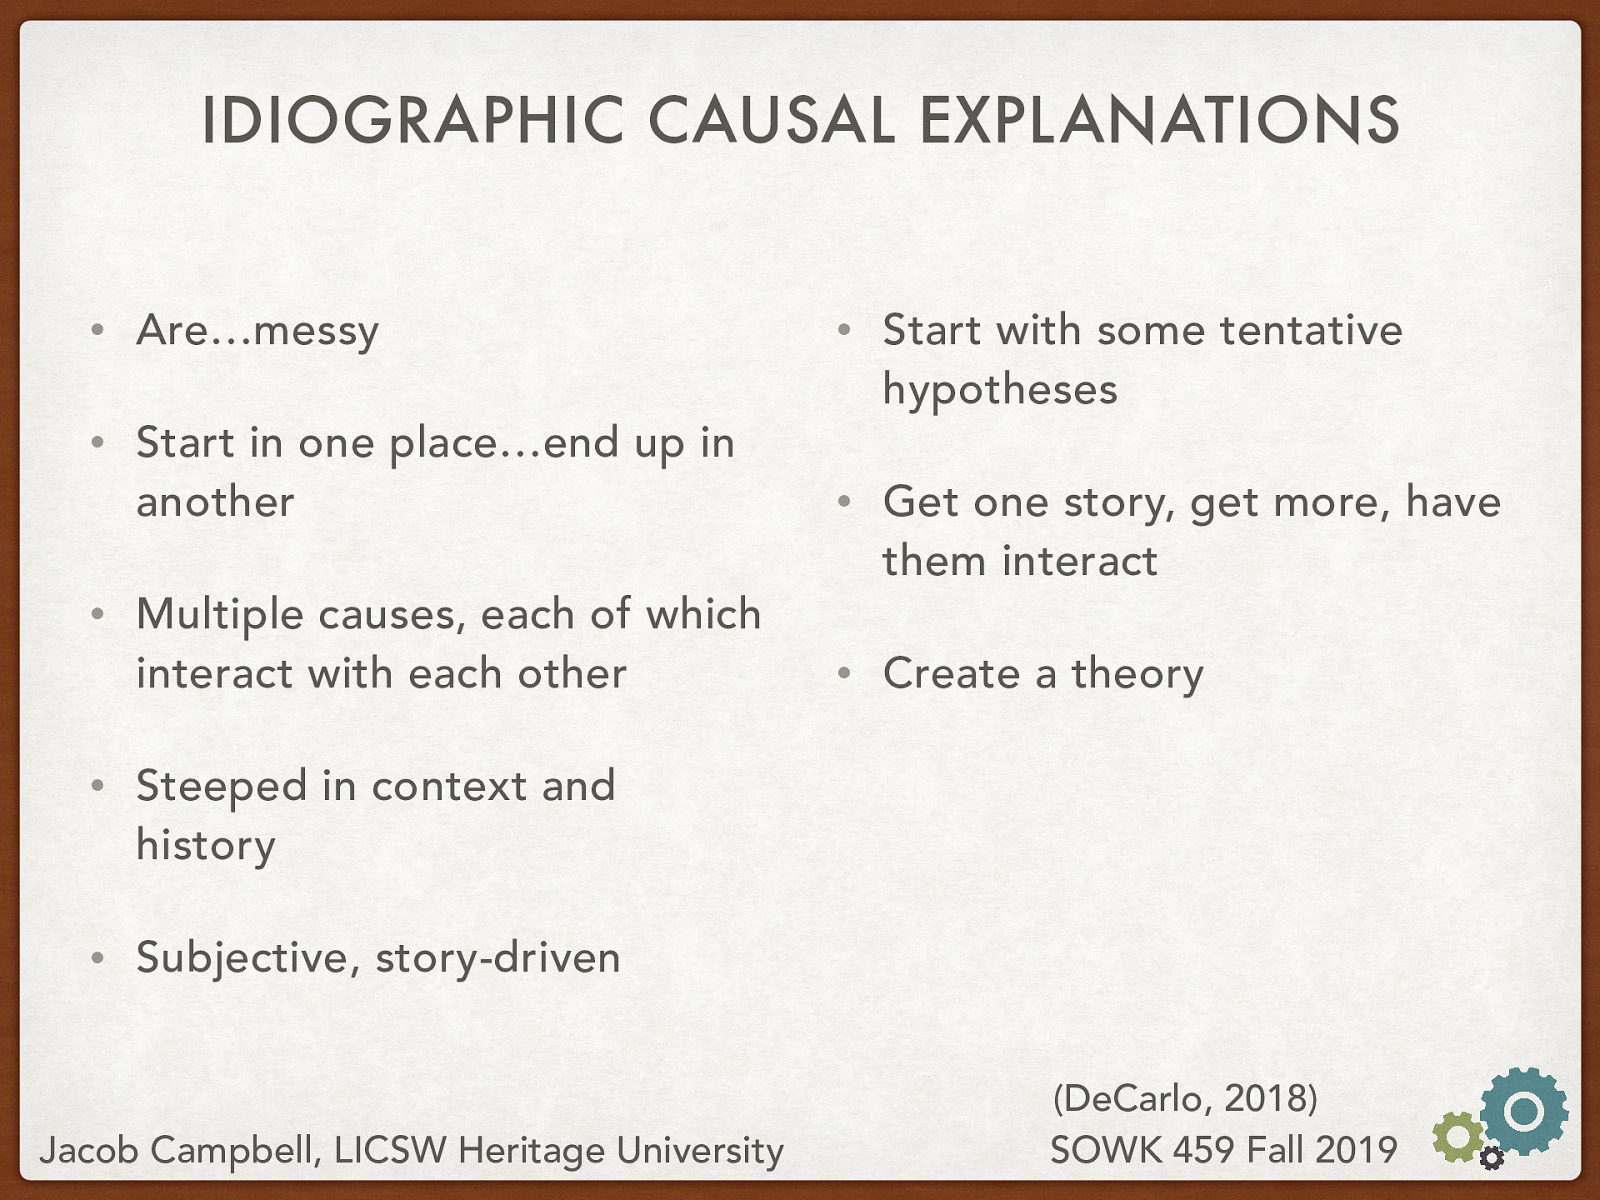 IDIOGRAPHIC CAUSAL EXPLANATIONS
• Are…messy
• Start in one place…end up in
another
• Multiple causes, each of which
interact with each other
• Steeped in context and
history
• Subjective, story-driven
• Start with some tentative
hypotheses
• Get one story, get more, have
them interact
• Create a theory
(DeCarlo, 2018)
Jacob Campbell, LICSW Heritage University
SOWK 459 Fall 2019